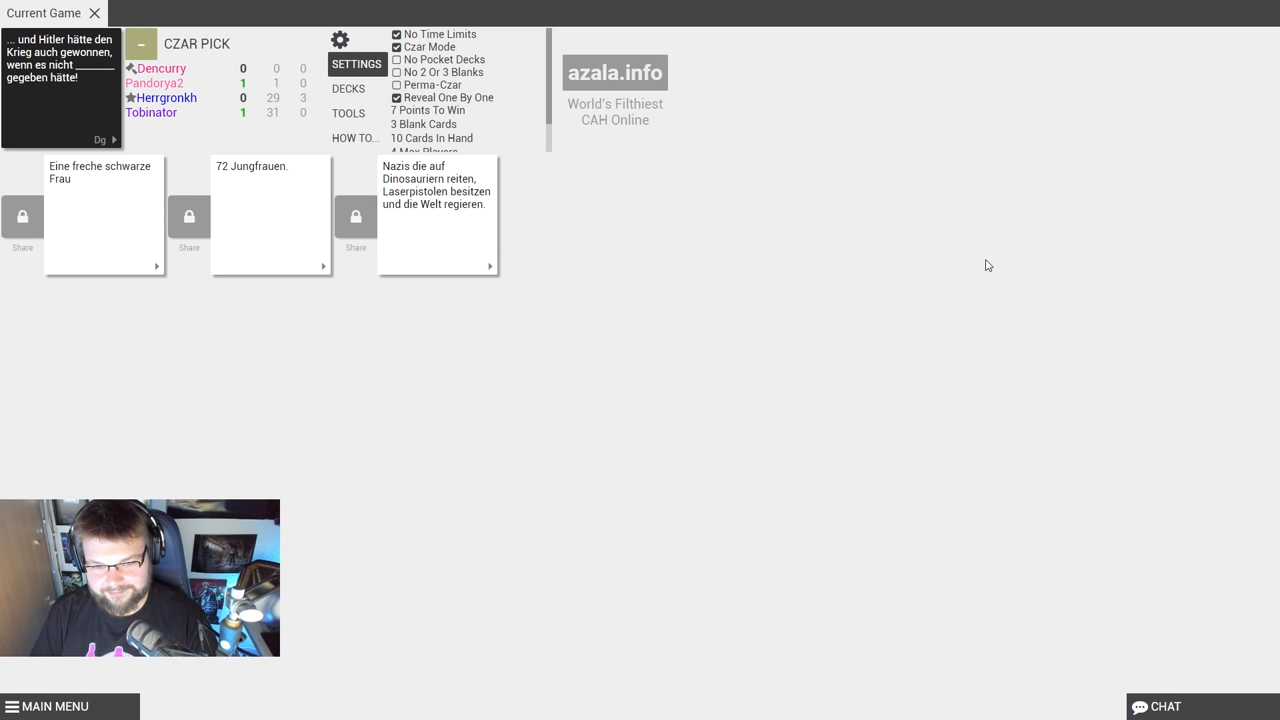 Current Game
... und Hitler hätte den
Krieg auch gewonnen,
wenn es nicht _______
gegeben hätte!
Dg
–
CZAR PICK
Dencurry 0 0 0
Pandorya2 1 1 0
Herrgronkh 0 29 3
Tobinator 1 31 0
SETTINGS
DECKS
TOOLS
HOW TO...
No Time Limits
Czar Mode
No Pocket Decks
No 2 Or 3 Blanks
Perma-Czar
Reveal One By One
7 Points To Win
3 Blank Cards
10 Cards In Hand
4 Max Players
azala.info
World's Filthiest
CAH Online
Share
Eine freche schwarze
Frau
Share
72 Jungfrauen.
Share
Nazis die auf
Dinosauriern reiten,
Laserpistolen besitzen
und die Welt regieren.
MAIN MENU
CHAT